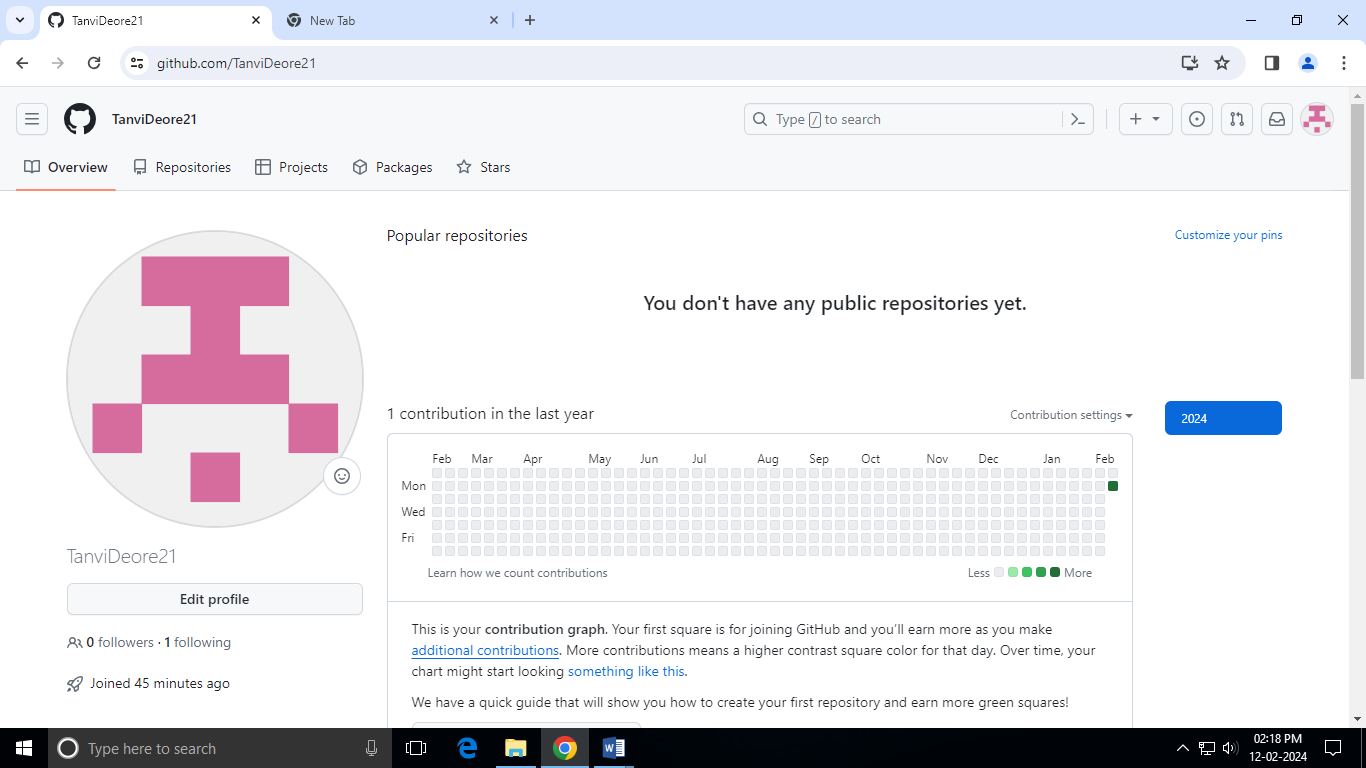 TanviDeore21
New Tab
github.com/TanviDeore21
TanviDeore21
Type / to search
Overview
Repositories
Projects
Packages
Stars
Popular repositories
Customize your pins
You don't have any public repositories yet.
1 contribution in the last year
Contribution settings
2024
Feb Mar Apr May Jun Jul Aug Sep Oct Nov Dec Jan Feb
Mon
Wed
Fri
Learn how we count contributions
Less More
TanviDeore21
Edit profile
0 followers · 1 following
Joined 45 minutes ago
This is your contribution graph. Your first square is for joining GitHub and you'll earn more as you make
additional contributions. More contributions means a higher contrast square color for that day. Over time, your
chart might start looking something like this.
We have a quick guide that will show you how to create your first repository and earn more green squares!
Type here to search
02:18 PM
12-02-2024